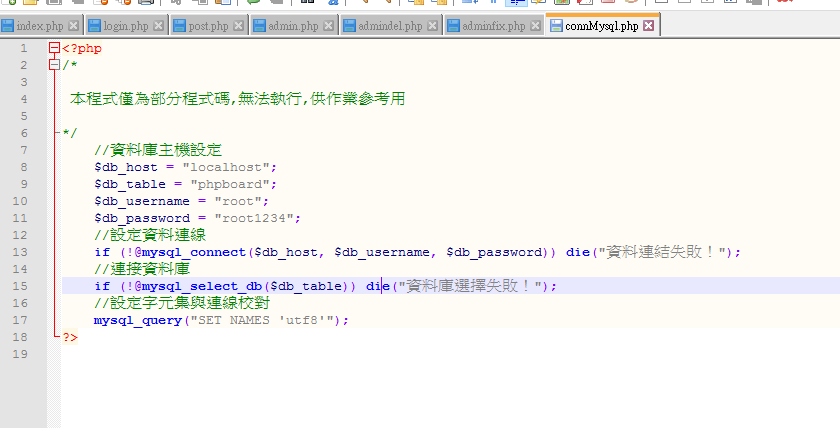 index.php login.php post.php admin.php admindel.php adminfix.php connMysql.php
1 <?php
2 /*
3
4 本程式僅為部分程式碼,無法執行,供作業參考用
5
6 */
7 //資料庫主機設定
8 $db_host = "localhost";
9 $db_table = "phpboard";
10 $db_username = "root";
11 $db_password = "root1234";
12 //設定資料連線
13 if (!@mysql_connect($db_host, $db_username, $db_password)) die("資料連結失敗！");
14 //連接資料庫
15 if (!@mysql_select_db($db_table)) die("資料庫選擇失敗！");
16 //設定字元集與連線校對
17 mysql_query("SET NAMES 'utf8'");
18 ?>
19